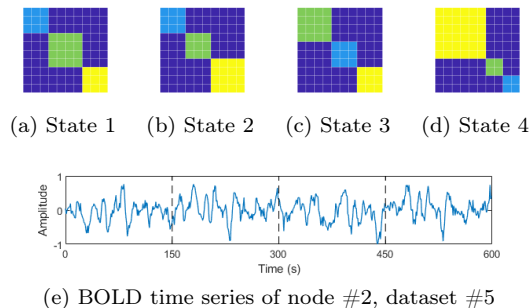 (a) State 1 (b) State 2 (c) State 3 (d) State 4
1
0
-1
Amplitude
0 150 300 450 600
Time (s)
(e) BOLD time series of node #2, dataset #5